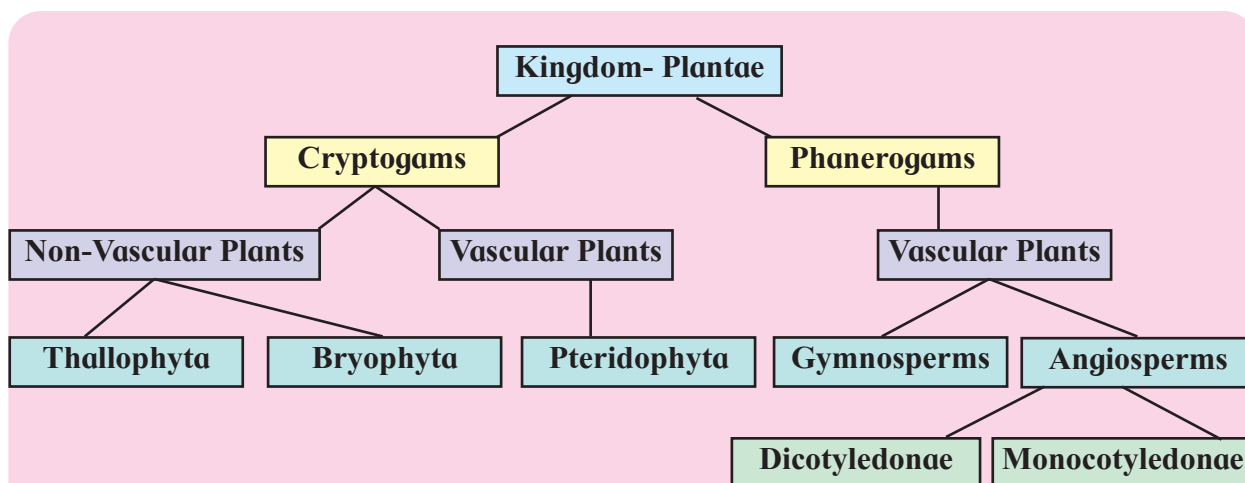 Kingdom- Plantae
Cryptogams
Phanerogams
Non-Vascular Plants
Vascular Plants
Vascular Plants
Thallophyta
Bryophyta
Pteridophyta
Gymnosperms
Angiosperms
Dicotyledonae
Monocotyledonae